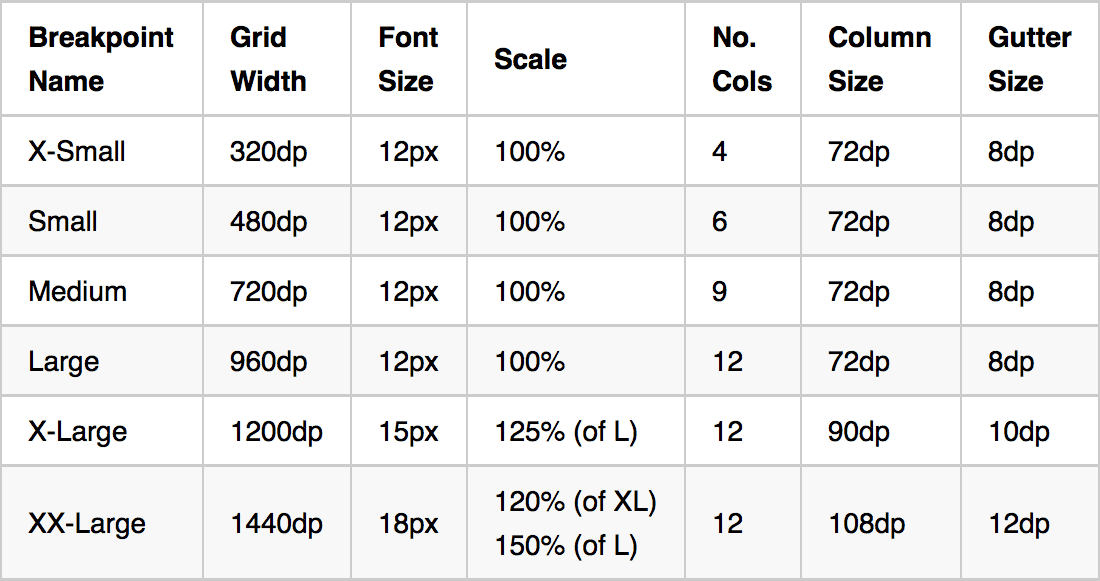 Breakpoint Name Grid Width Font Size Scale No. Cols Column Size Gutter Size
X-Small 320dp 12px 100% 4 72dp 8dp
Small 480dp 12px 100% 6 72dp 8dp
Medium 720dp 12px 100% 9 72dp 8dp
Large 960dp 12px 100% 12 72dp 8dp
X-Large 1200dp 15px 125% (of L) 12 90dp 10dp
XX-Large 1440dp 18px 120% (of XL) 150% (of L) 12 108dp 12dp